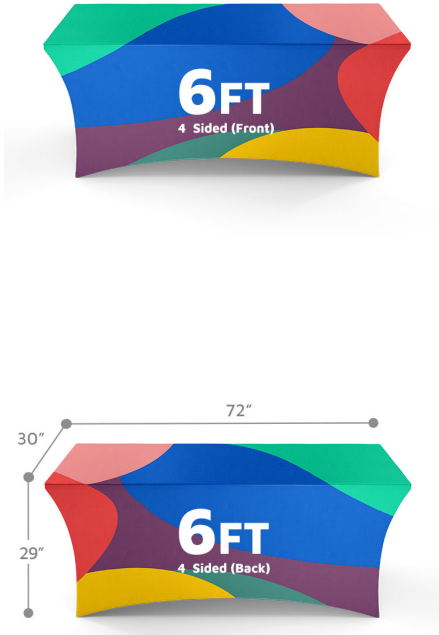 6FT
4 Sided (Front)
72"
30"
29"
6FT
4 Sided (Back)